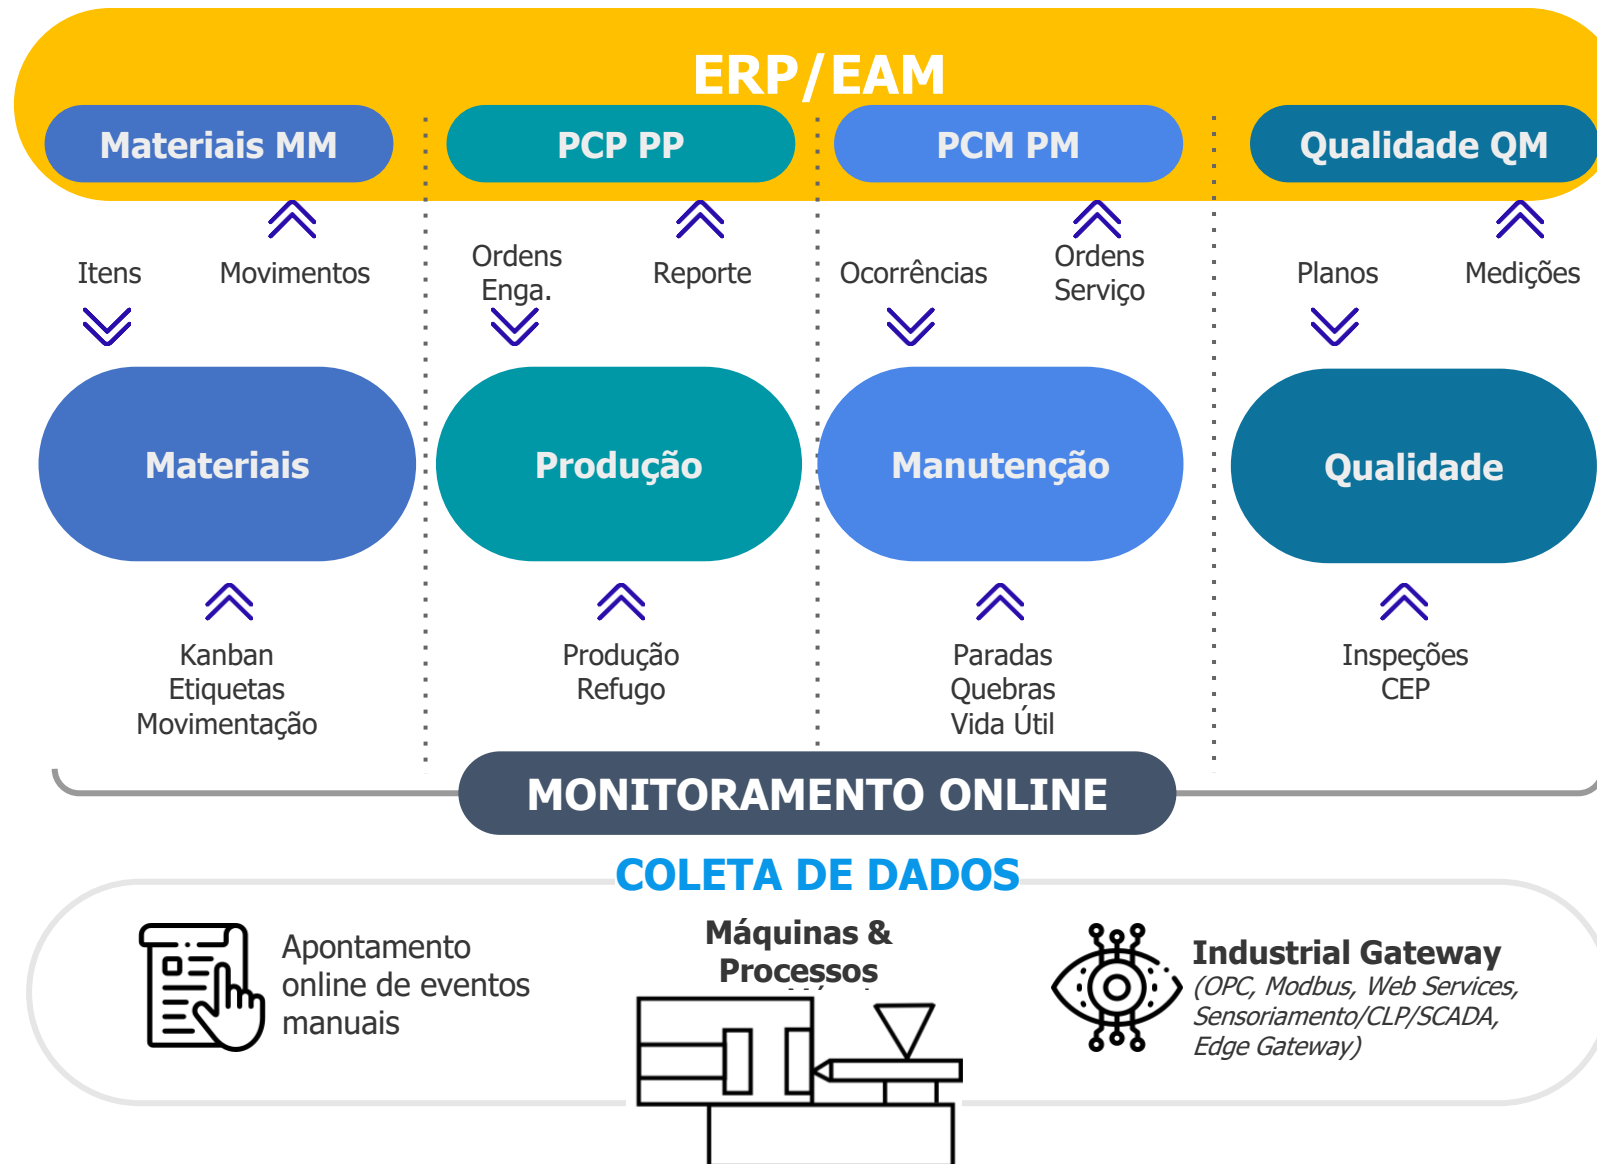 ERP/EAM
Materiais MM
PCP PP
PCM PM
Qualidade QM
Itens
Movimentos
Ordens
Enga.
Reporte
Ocorrências
Ordens
Serviço
Planos
Medições
Materiais
Produção
Manutenção
Qualidade
Kanban
Etiquetas
Movimentação
Produção
Refugo
Paradas
Quebras
Vida Útil
Inspeções
CEP
MONITORAMENTO ONLINE
COLETA DE DADOS
Apontamento
online de eventos
manuais
Máquinas &
Processos
Industrial Gateway
(OPC, Modbus, Web Services,
Sensoriamento/CLP/SCADA,
Edge Gateway)